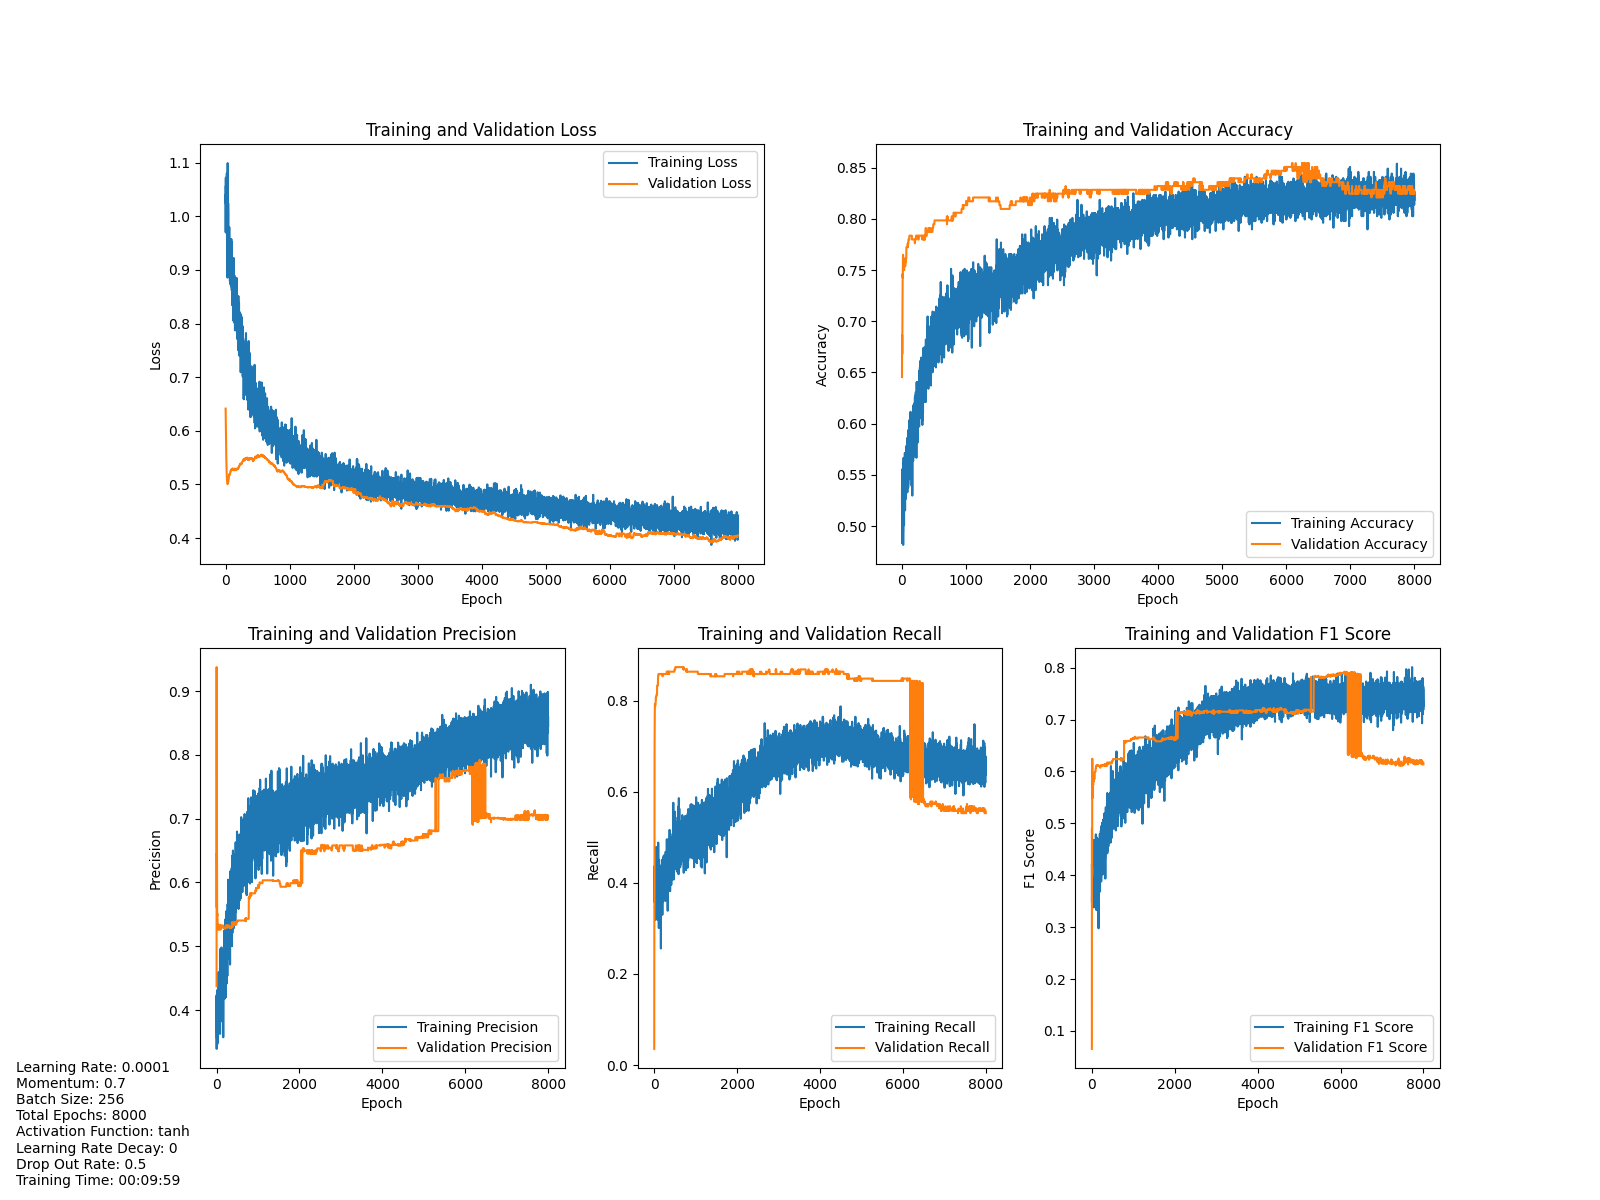 Training and Validation Loss
1.1
1.0
0.9
0.8
0.7
0.6
0.5
0.4
Loss
0 1000 2000 3000 4000 5000 6000 7000 8000
Epoch
Training Loss
Validation Loss
Training and Validation Accuracy
0.85
0.80
0.75
0.70
0.65
0.60
0.55
0.50
Accuracy
0 1000 2000 3000 4000 5000 6000 7000 8000
Epoch
Training Accuracy
Validation Accuracy
Training and Validation Precision
0.9
0.8
0.7
0.6
0.5
0.4
Precision
0 2000 4000 6000 8000
Epoch
Training Precision
Validation Precision
Training and Validation Recall
0.8
0.6
0.4
0.2
0.0
Recall
0 2000 4000 6000 8000
Epoch
Training Recall
Validation Recall
Training and Validation F1 Score
0.8
0.7
0.6
0.5
0.4
0.3
0.2
0.1
F1 Score
0 2000 4000 6000 8000
Epoch
Training F1 Score
Validation F1 Score
Learning Rate: 0.0001
Momentum: 0.7
Batch Size: 256
Total Epochs: 8000
Activation Function: tanh
Learning Rate Decay: 0
Drop Out Rate: 0.5
Training Time: 00:09:59